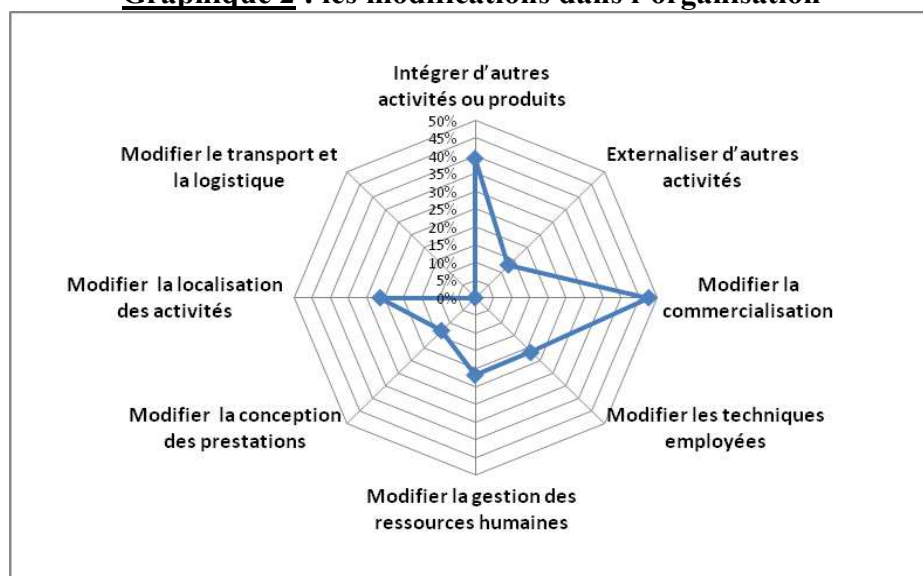 Graphique 2 : les modifications dans l'organisation
Intégrer d'autres
activités ou produits
50%
45%
40%
35%
30%
25%
20%
15%
10%
5%
0%
Externaliser d'autres
activités
Modifier la
commercialisation
Modifier les techniques
employées
Modifier la gestion des
ressources humaines
Modifier la conception
des prestations
Modifier la localisation
des activités
Modifier le transport et
la logistique